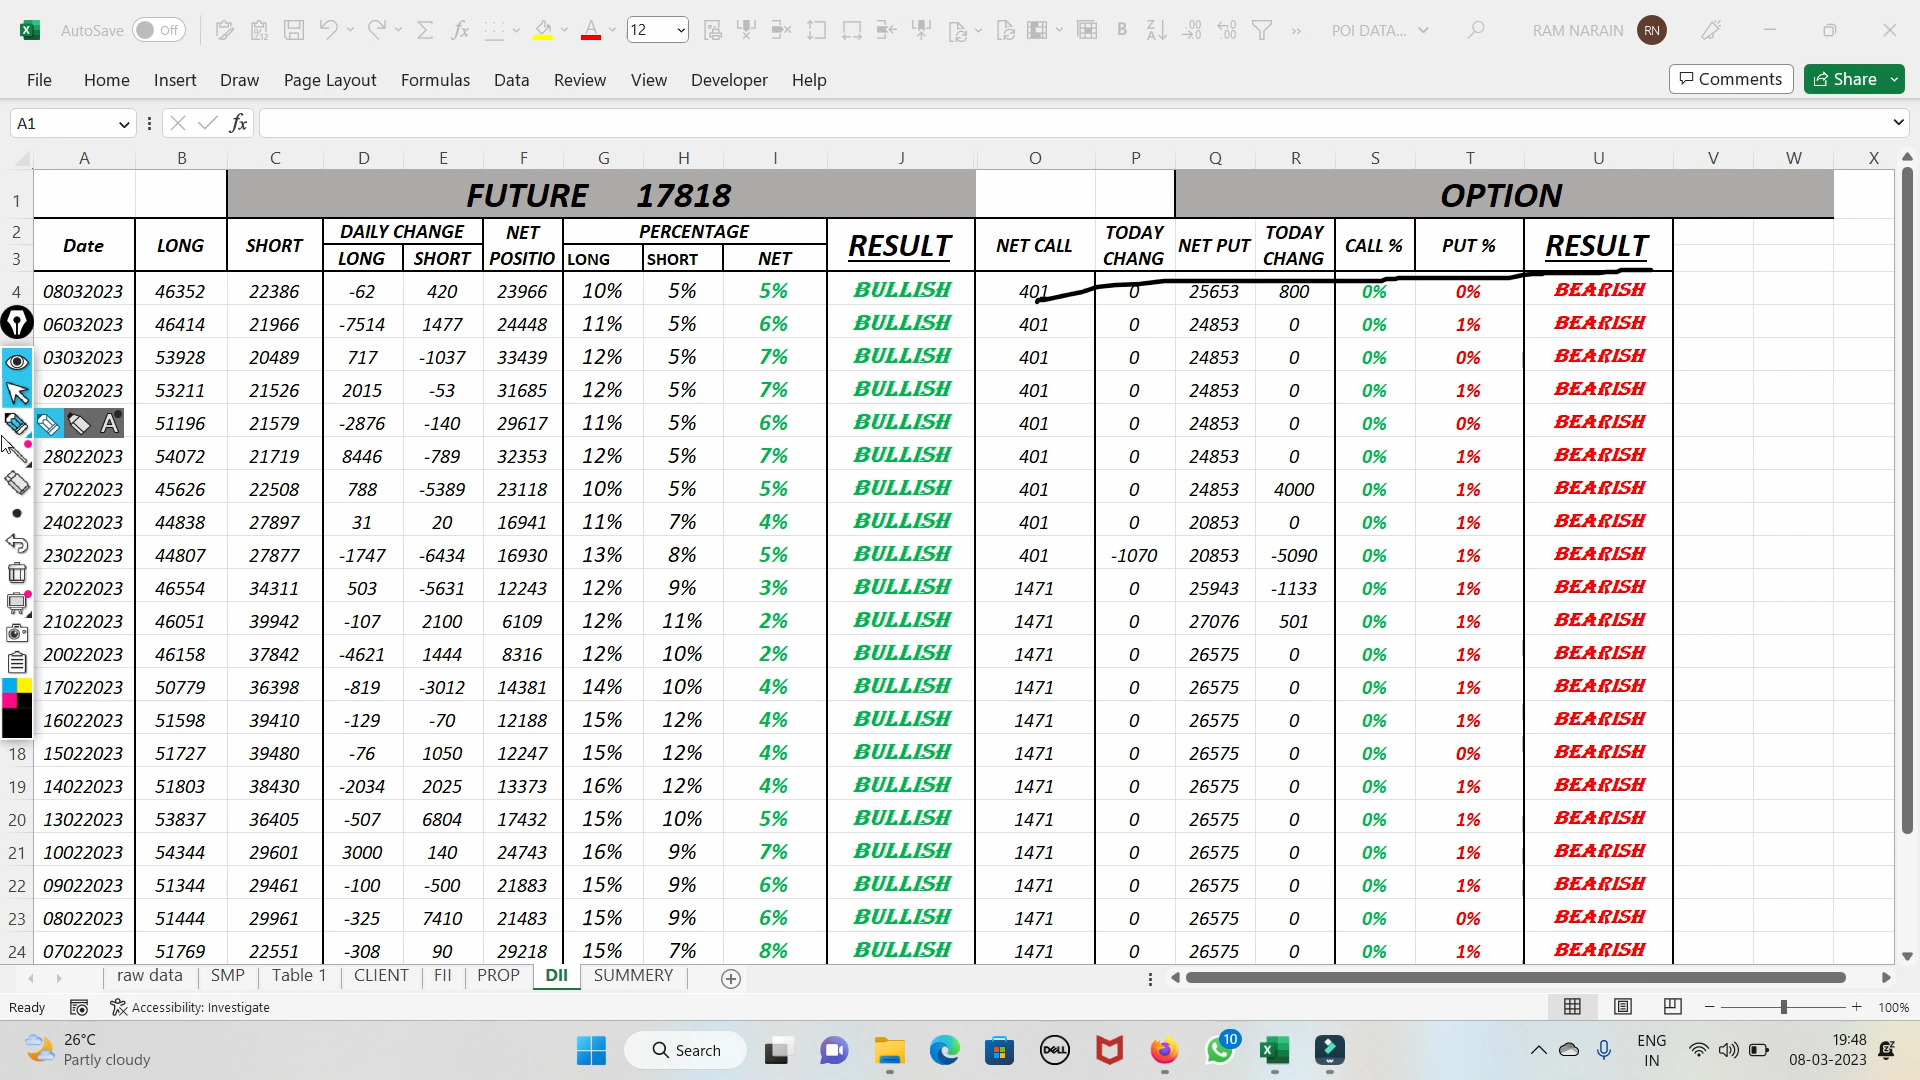 AutoSave Off 12 POI DATA... RAM NARAIN RN
File Home Insert Draw Page Layout Formulas Data Review View Developer Help Comments Share
A1 fx
A B C D E F G H I J O P Q R S T U V W X
1 FUTURE 17818 OPTION
2 Date LONG SHORT DAILY CHANGE NET PERCENTAGE RESULT NET CALL TODAY NET PUT TODAY CALL % PUT % RESULT
3 LONG SHORT POSITIO LONG SHORT NET CHANG CHANG
4 08032023 46352 22386 -62 420 23966 10% 5% 5% BULLISH 401 0 25653 800 0% 0% BEARISH
06032023 46414 21966 -7514 1477 24448 11% 5% 6% BULLISH 401 0 24853 0 0% 1% BEARISH
03032023 53928 20489 717 -1037 33439 12% 5% 7% BULLISH 401 0 24853 0 0% 0% BEARISH
02032023 53211 21526 2015 -53 31685 12% 5% 7% BULLISH 401 0 24853 0 0% 1% BEARISH
A 51196 21579 -2876 -140 29617 11% 5% 6% BULLISH 401 0 24853 0 0% 0% BEARISH
28022023 54072 21719 8446 -789 32353 12% 5% 7% BULLISH 401 0 24853 0 0% 1% BEARISH
27022023 45626 22508 788 -5389 23118 10% 5% 5% BULLISH 401 0 24853 4000 0% 1% BEARISH
24022023 44838 27897 31 20 16941 11% 7% 4% BULLISH 401 0 20853 0 0% 1% BEARISH
23022023 44807 27877 -1747 -6434 16930 13% 8% 5% BULLISH 401 -1070 20853 -5090 0% 1% BEARISH
22022023 46554 34311 503 -5631 12243 12% 9% 3% BULLISH 1471 0 25943 -1133 0% 1% BEARISH
21022023 46051 39942 -107 2100 6109 12% 11% 2% BULLISH 1471 0 27076 501 0% 1% BEARISH
20022023 46158 37842 -4621 1444 8316 12% 10% 2% BULLISH 1471 0 26575 0 0% 1% BEARISH
17022023 50779 36398 -819 -3012 14381 14% 10% 4% BULLISH 1471 0 26575 0 0% 1% BEARISH
16022023 51598 39410 -129 -70 12188 15% 12% 4% BULLISH 1471 0 26575 0 0% 1% BEARISH
18 15022023 51727 39480 -76 1050 12247 15% 12% 4% BULLISH 1471 0 26575 0 0% 0% BEARISH
19 14022023 51803 38430 -2034 2025 13373 16% 12% 4% BULLISH 1471 0 26575 0 0% 1% BEARISH
20 13022023 53837 36405 -507 6804 17432 15% 10% 5% BULLISH 1471 0 26575 0 0% 1% BEARISH
21 10022023 54344 29601 3000 140 24743 16% 9% 7% BULLISH 1471 0 26575 0 0% 1% BEARISH
22 09022023 51344 29461 -100 -500 21883 15% 9% 6% BULLISH 1471 0 26575 0 0% 1% BEARISH
23 08022023 51444 29961 -325 7410 21483 15% 9% 6% BULLISH 1471 0 26575 0 0% 0% BEARISH
24 07022023 51769 22551 -308 90 29218 15% 7% 8% BULLISH 1471 0 26575 0 0% 1% BEARISH
raw data SMP Table 1 CLIENT FII PROP DII SUMMERY
Ready Accessibility: Investigate 100%
26°C Partly cloudy Search DELL 10 ENG IN 19:48 08-03-2023